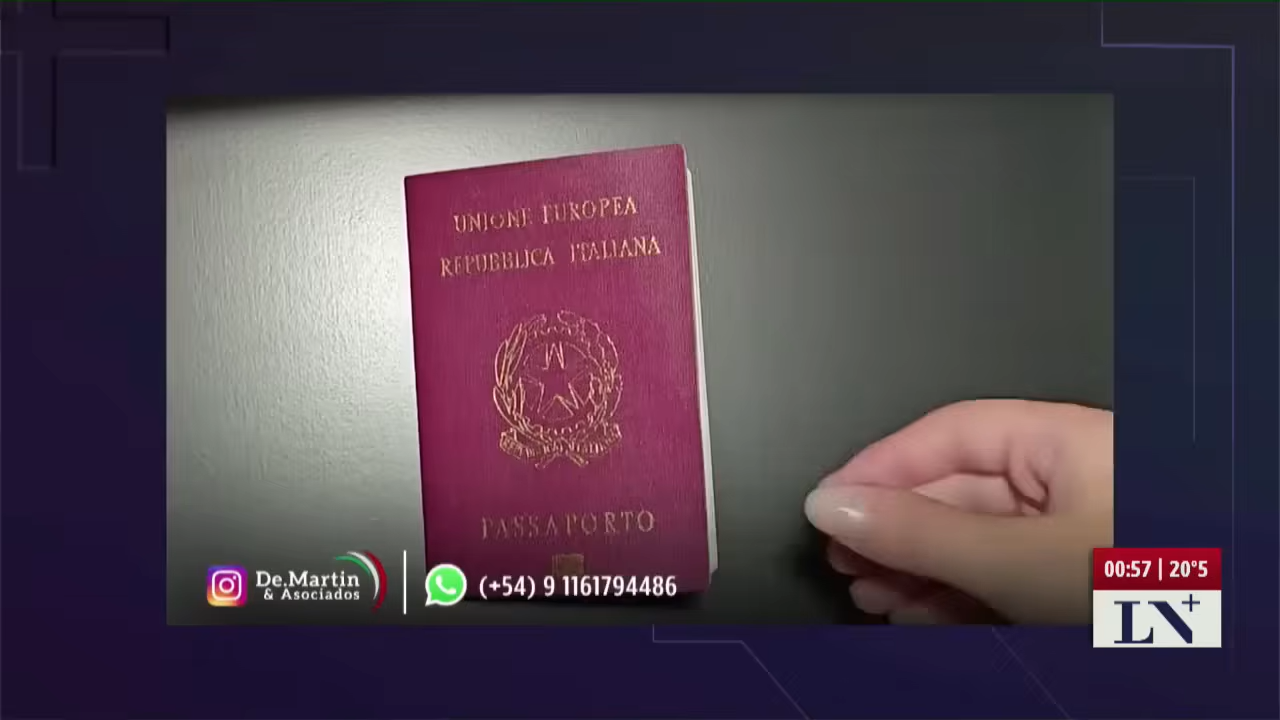 UNIONE EUROPEA
REPUBBLICA ITALIANA
PASSAPORTO
De.Martin
& Asociados
(+54) 9 1161794486
00:57 | 20°5
LN+